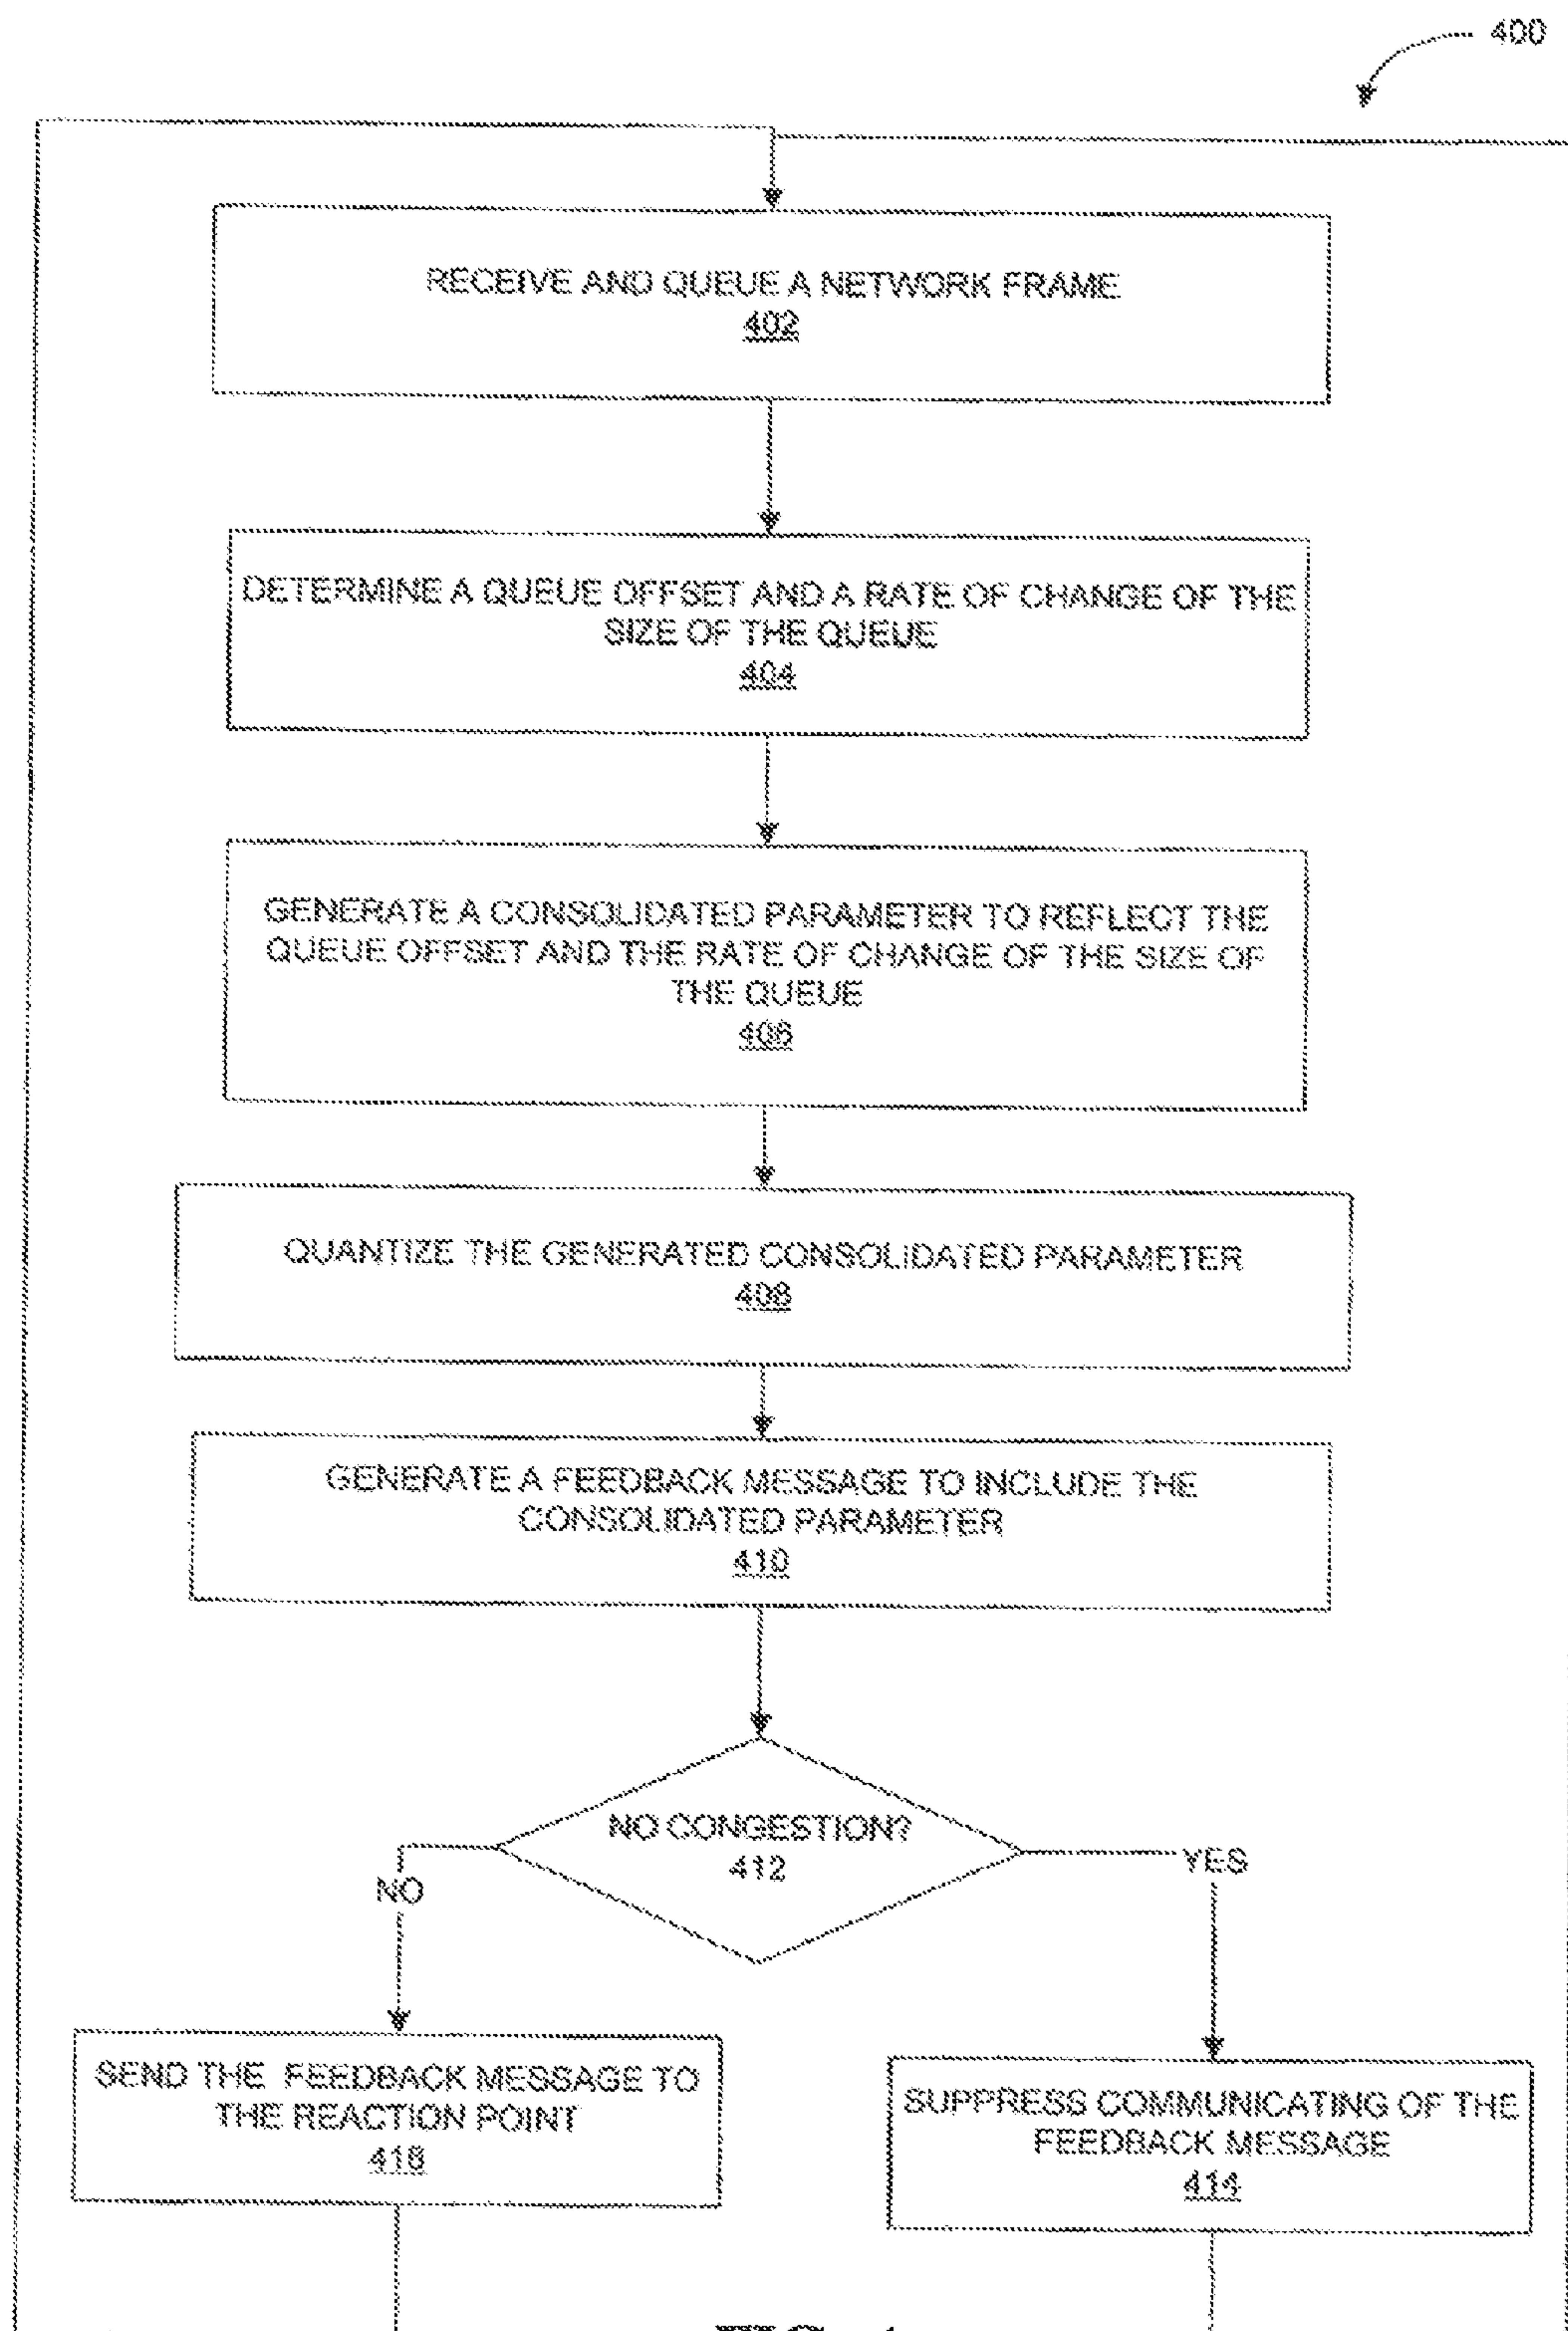 400
RECEIVE AND QUEUE A NETWORK FRAME
402
DETERMINE A QUEUE OFFSET AND A RATE OF CHANGE OF THE
SIZE OF THE QUEUE
404
GENERATE A CONSOLIDATED PARAMETER TO REFLECT THE
QUEUE OFFSET AND THE RATE OF CHANGE OF THE SIZE OF
THE QUEUE
406
QUANTIZE THE GENERATED CONSOLIDATED PARAMETER
408
GENERATE A FEEDBACK MESSAGE TO INCLUDE THE
CONSOLIDATED PARAMETER
410
NO CONGESTION?
412
NO
YES
SEND THE FEEDBACK MESSAGE TO
THE REACTION POINT
SUPPRESS COMMUNICATING OF THE
FEEDBACK MESSAGE
414